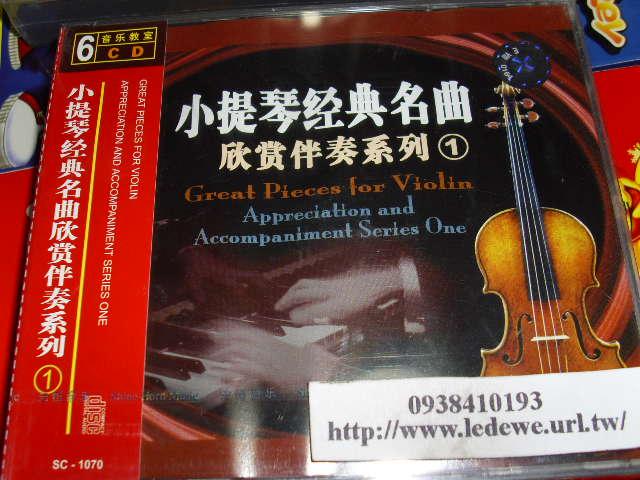 6
音乐教室
CD
GREAT PIECES FOR VIOLIN
APPRECIATION AND ACCOMPANIMENT SERIES ONE
小提琴经典名曲欣赏伴奏系列①
COMPACT
disc
SC - 1070
小提琴经典名曲
欣赏伴奏系列①
Great Pieces for Violin
Appreciation and
Accompaniment Series One
0938410193
http://www.ledewe.url.tw/